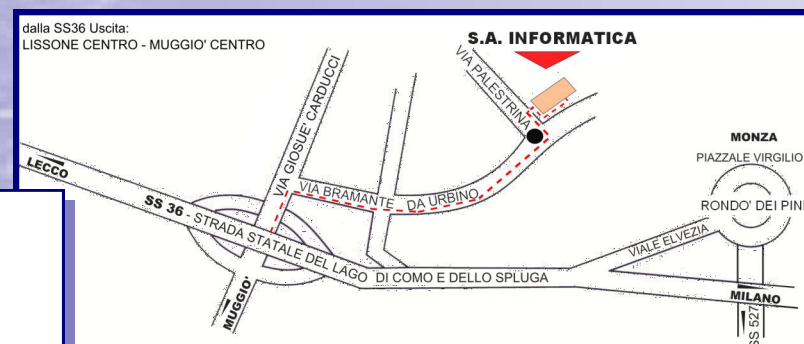 dalla SS36 Uscita:
LISSONE CENTRO - MUGGIO' CENTRO
S.A. INFORMATICA
VIA PALESTRINA
VIA GIOSUE' CARDUCCI
MONZA
PIAZZALE VIRGILIO
RONDO' DEI PINI
LECCO
VIA BRAMANTE DA URBINO
SS 36 - STRADA STATALE DEL LAGO DI COMO E DELLO SPLUGA
VIALE ELVEZIA
MUGGIO'
MILANO
SS 527